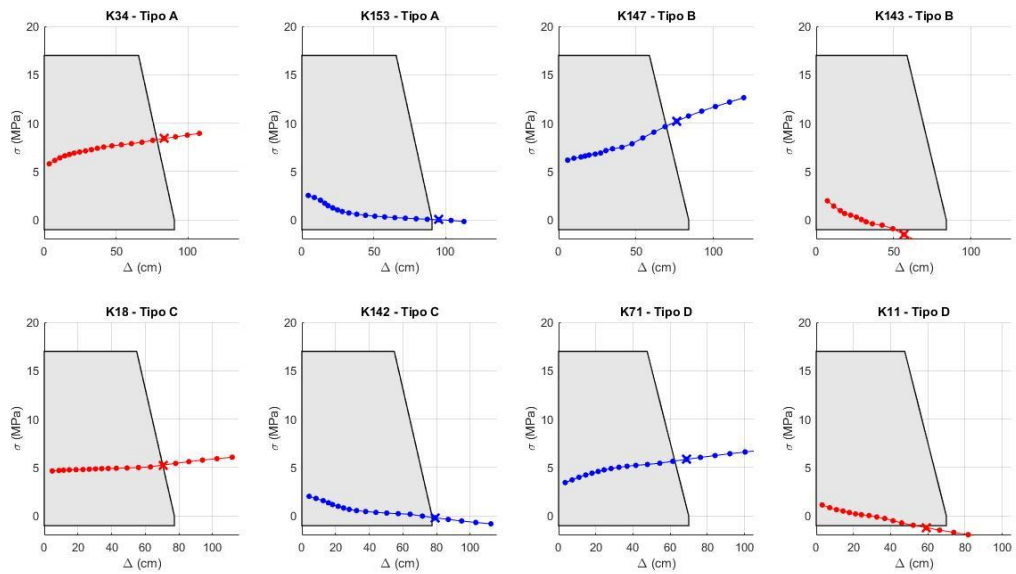 K34 - Tipo A
20
15
10
5
0
σ (MPa)
0 50 100
Δ (cm)
K153 - Tipo A
20
15
10
5
0
σ (MPa)
0 50 100
Δ (cm)
K147 - Tipo B
20
15
10
5
0
σ (MPa)
0 50 100
Δ (cm)
K143 - Tipo B
20
15
10
5
0
σ (MPa)
0 50 100
Δ (cm)
K18 - Tipo C
20
15
10
5
0
σ (MPa)
0 20 40 60 80 100
Δ (cm)
K142 - Tipo C
20
15
10
5
0
σ (MPa)
0 20 40 60 80 100
Δ (cm)
K71 - Tipo D
20
15
10
5
0
σ (MPa)
0 20 40 60 80 100
Δ (cm)
K11 - Tipo D
20
15
10
5
0
σ (MPa)
0 20 40 60 80 100
Δ (cm)